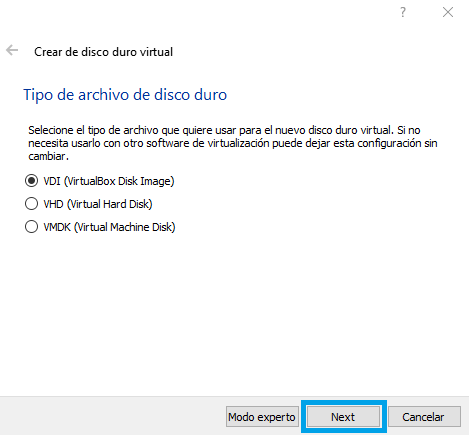 ?
Crear de disco duro virtual
Tipo de archivo de disco duro
Selecione el tipo de archivo que quiere usar para el nuevo disco duro virtual. Si no
necesita usarlo con otro software de virtualización puede dejar esta configuración sin
cambiar.
VDI (VirtualBox Disk Image)
VHD (Virtual Hard Disk)
VMDK (Virtual Machine Disk)
Modo experto Next Cancelar